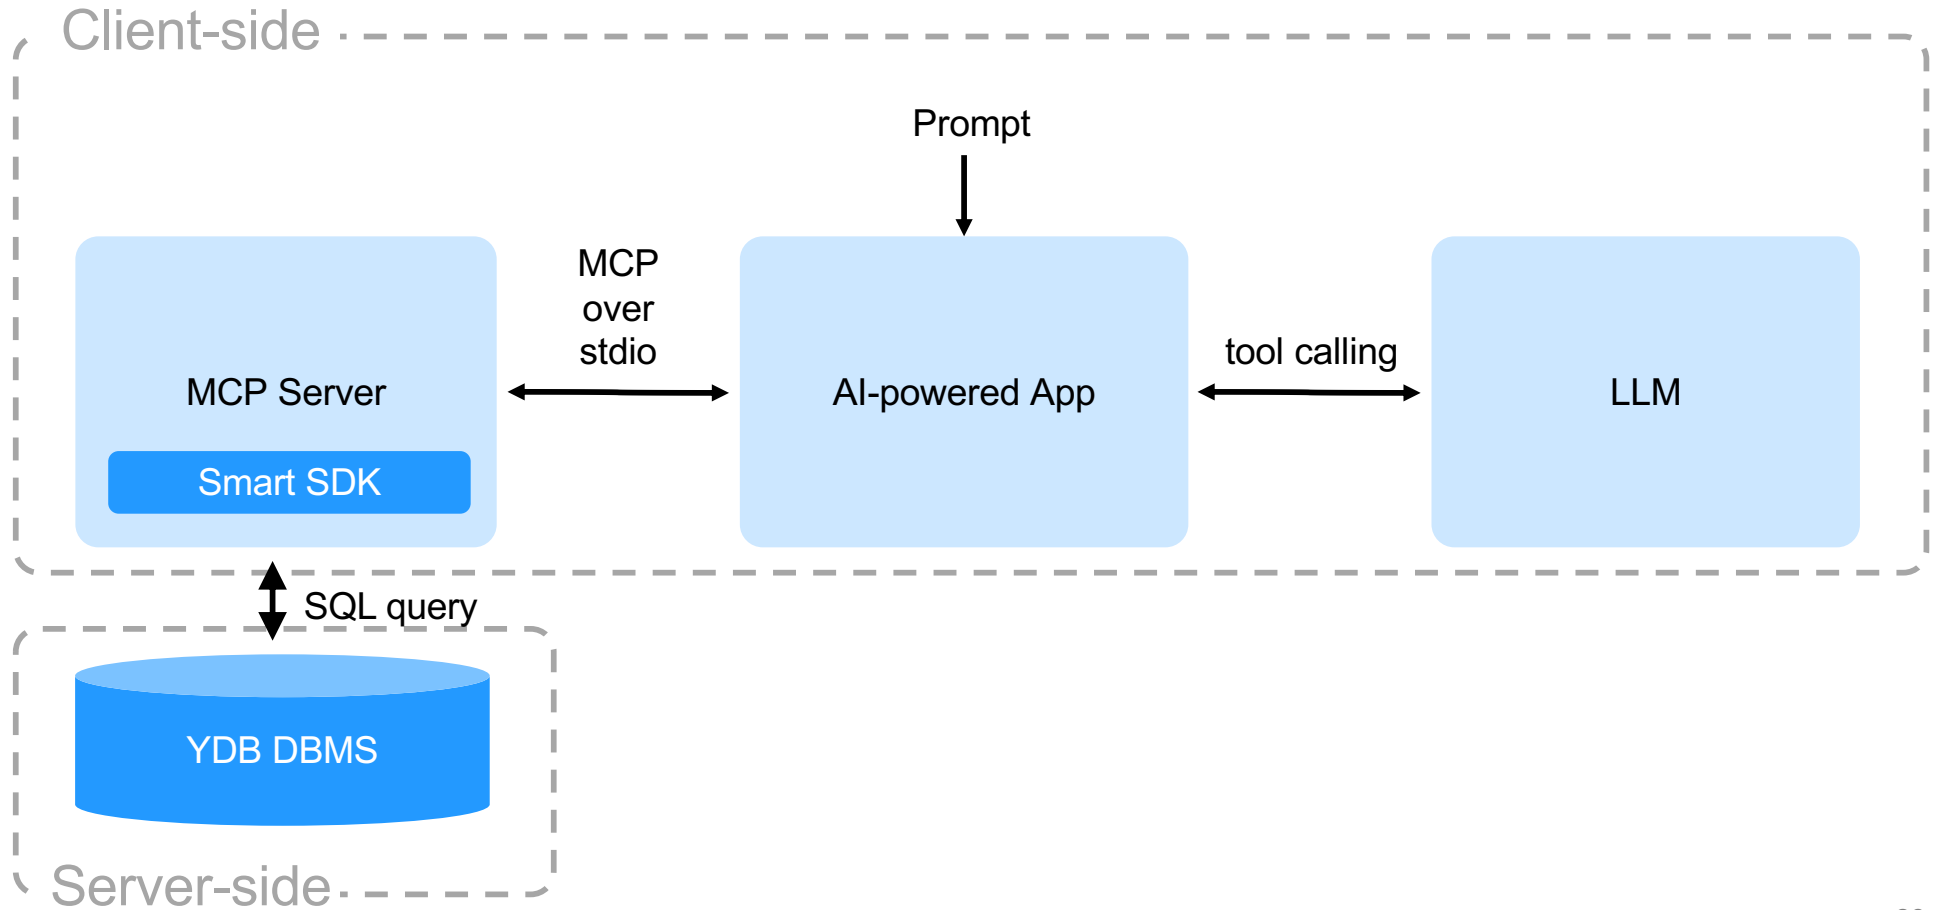 Client-side
Prompt
MCP
over
stdio
tool calling
MCP Server
AI-powered App
LLM
Smart SDK
SQL query
YDB DBMS
Server-side